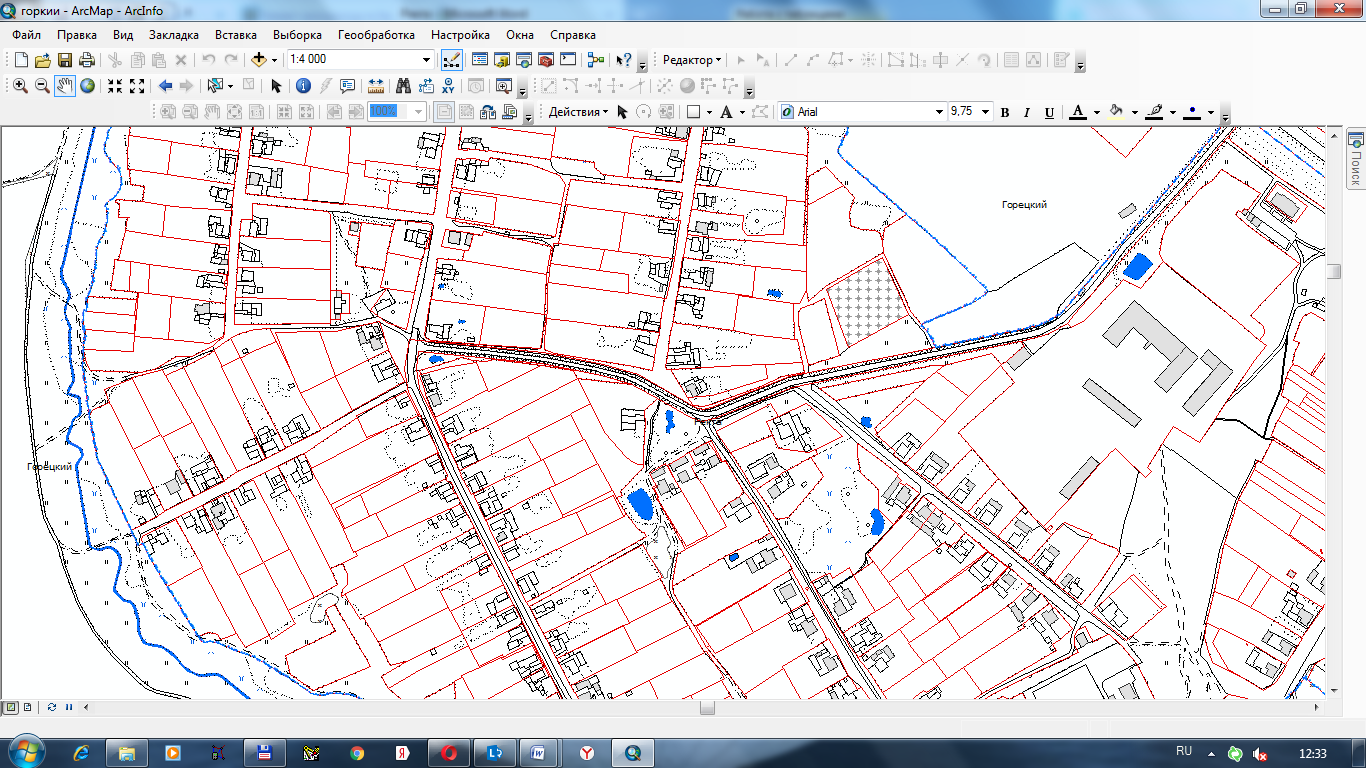 горкии - ArcMap - ArcInfo
Файл Правка Вид Закладка Вставка Выборка Геообработка Настройка Окна Справка
1:4 000 Редактор
100%
Действия A Arial 9,75 B I U A
Поиск
Горецкий
Горецкий
RU 12:33